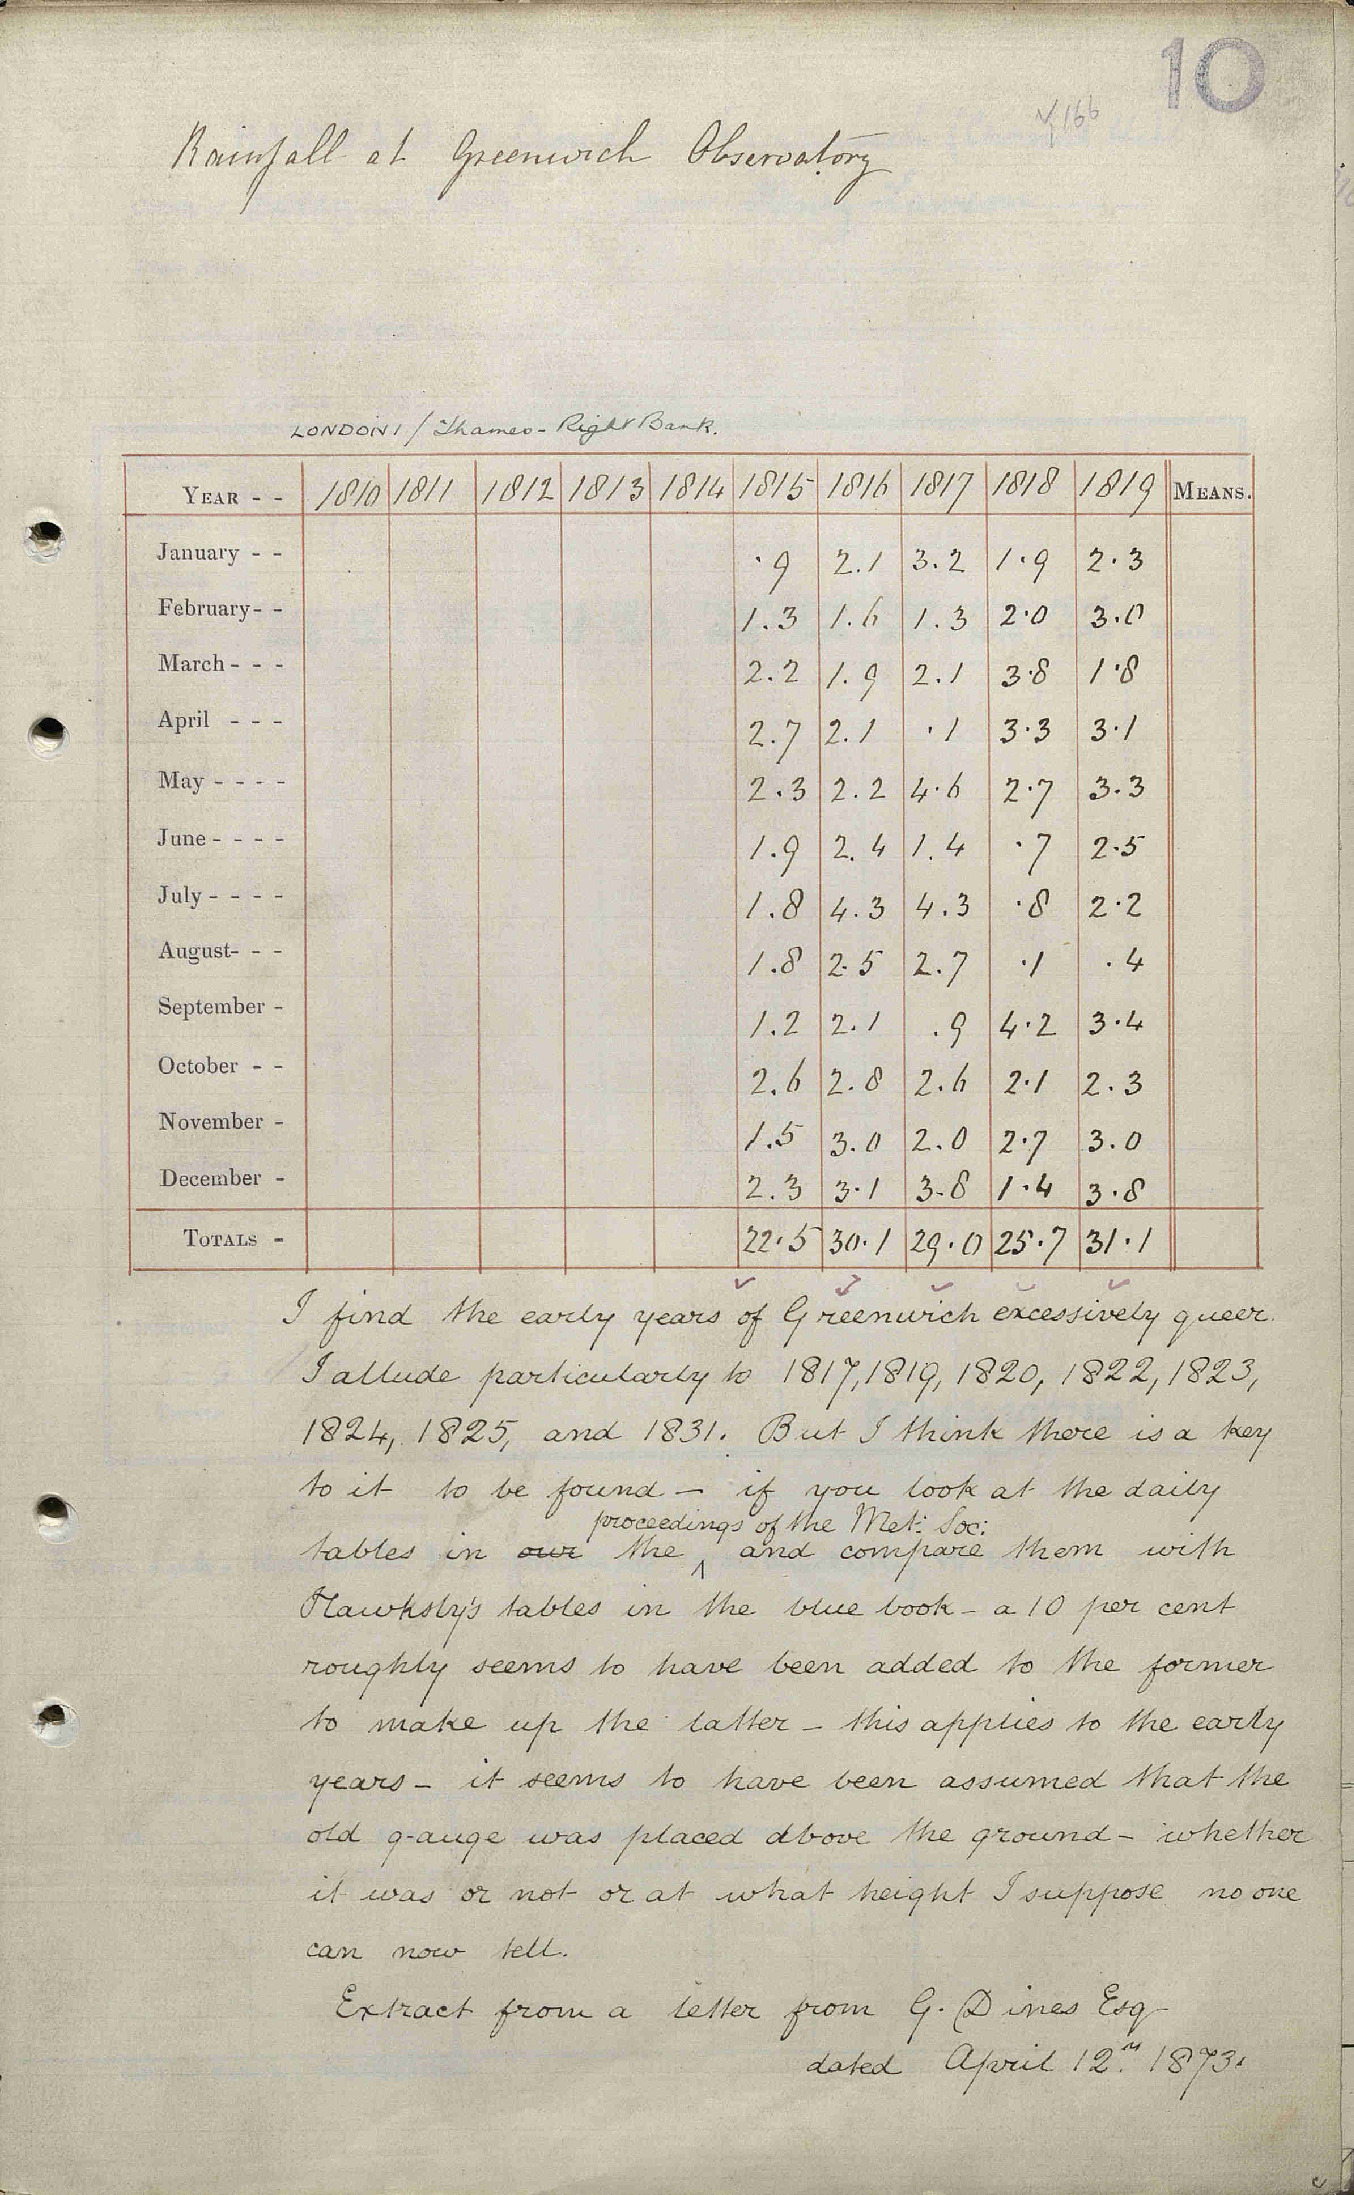 10
Rainfall at Greenwich Observatory
LONDON 1 / Thames - Right Bank.
YEAR - - 1810 1811 1812 1813 1814 1815 1816 1817 1818 1819 MEANS.
January - - ·9 2.1 3.2 1·9 2·3
February- - 1.3 1.6 1.3 2·0 3.0
March - - - 2.2 1.9 2.1 3·8 1·8
April - - - 2.7 2.1 ·1 3·3 3·1
May - - - - 2.3 2.2 4·6 2·7 3.3
June - - - - 1.9 2.4 1.4 ·7 2·5
July - - - - 1.8 4.3 4.3 ·8 2·2
August- - - 1.8 2·5 2.7 ·1 ·4
September - 1.2 2.1 .9 4·2 3·4
October - - 2.6 2.8 2.6 2·1 2.3
November - 1.5 3.0 2.0 2·7 3.0
December - 2.3 3·1 3·8 1·4 3·8
TOTALS - 22·5 30·1 29·0 25·7 31·1
I find the early years of Greenwich excessively queer.
I allude particularly to 1817, 1819, 1820, 1822, 1823,
1824, 1825, and 1831. But I think there is a key
to it to be found — if you look at the daily
proceedings of the Met: Soc:
tables in our the ^ and compare them with
Hawksby's tables in the blue book - a 10 per cent
roughly seems to have been added to the former
to make up the latter - this applies to the early
years - it seems to have been assumed that the
old gauge was placed above the ground - whether
it was or not or at what height I suppose no one
can now tell.
Extract from a letter from G. Dines Esq
dated April 12th 1873.